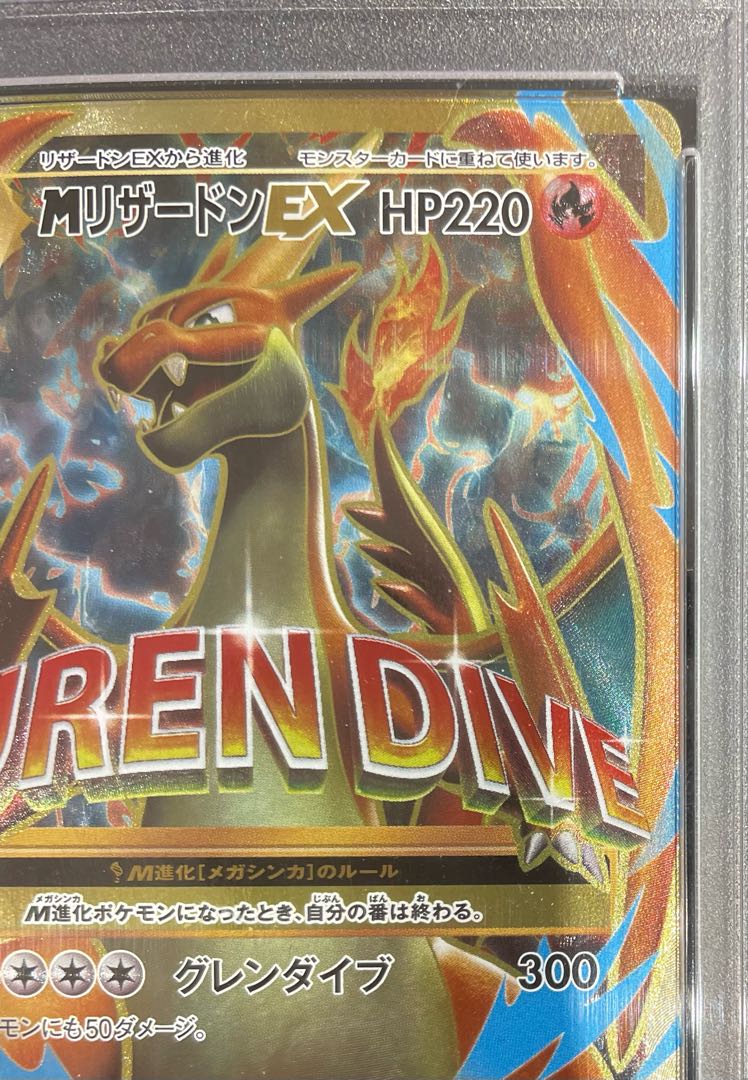 リザードンEXから進化 モンスターカードに重ねて使います。
MリザードンEX HP220
REN DIVE
M進化[メガシンカ]のルール
M進化ポケモンになったとき、自分の番は終わる。
グレンダイブ 300
モンにも50ダメージ。